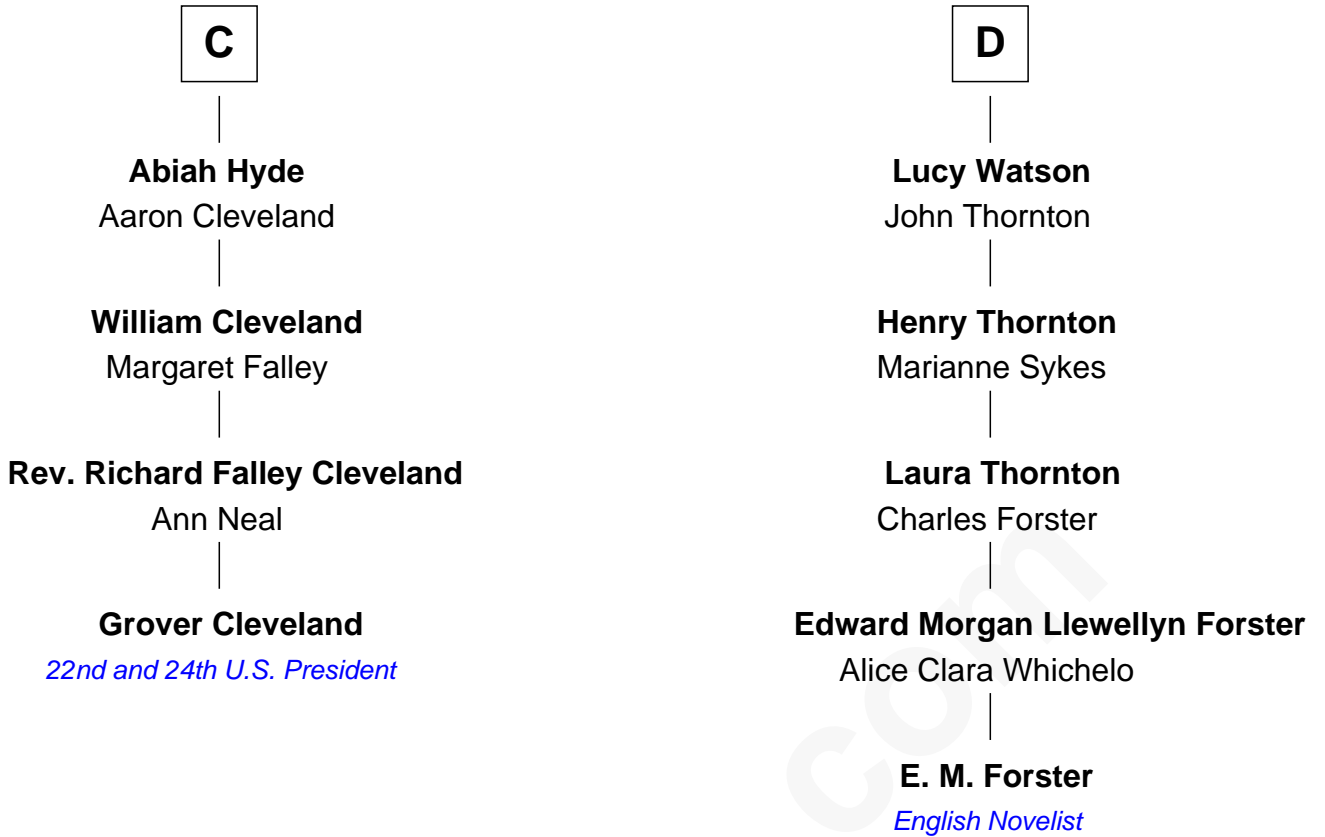 C
Abiah Hyde
Aaron Cleveland
William Cleveland
Margaret Falley
Rev. Richard Falley Cleveland
Ann Neal
Grover Cleveland
22nd and 24th U.S. President
D
Lucy Watson
John Thornton
Henry Thornton
Marianne Sykes
Laura Thornton
Charles Forster
Edward Morgan Llewellyn Forster
Alice Clara Whichelo
E. M. Forster
English Novelist
com